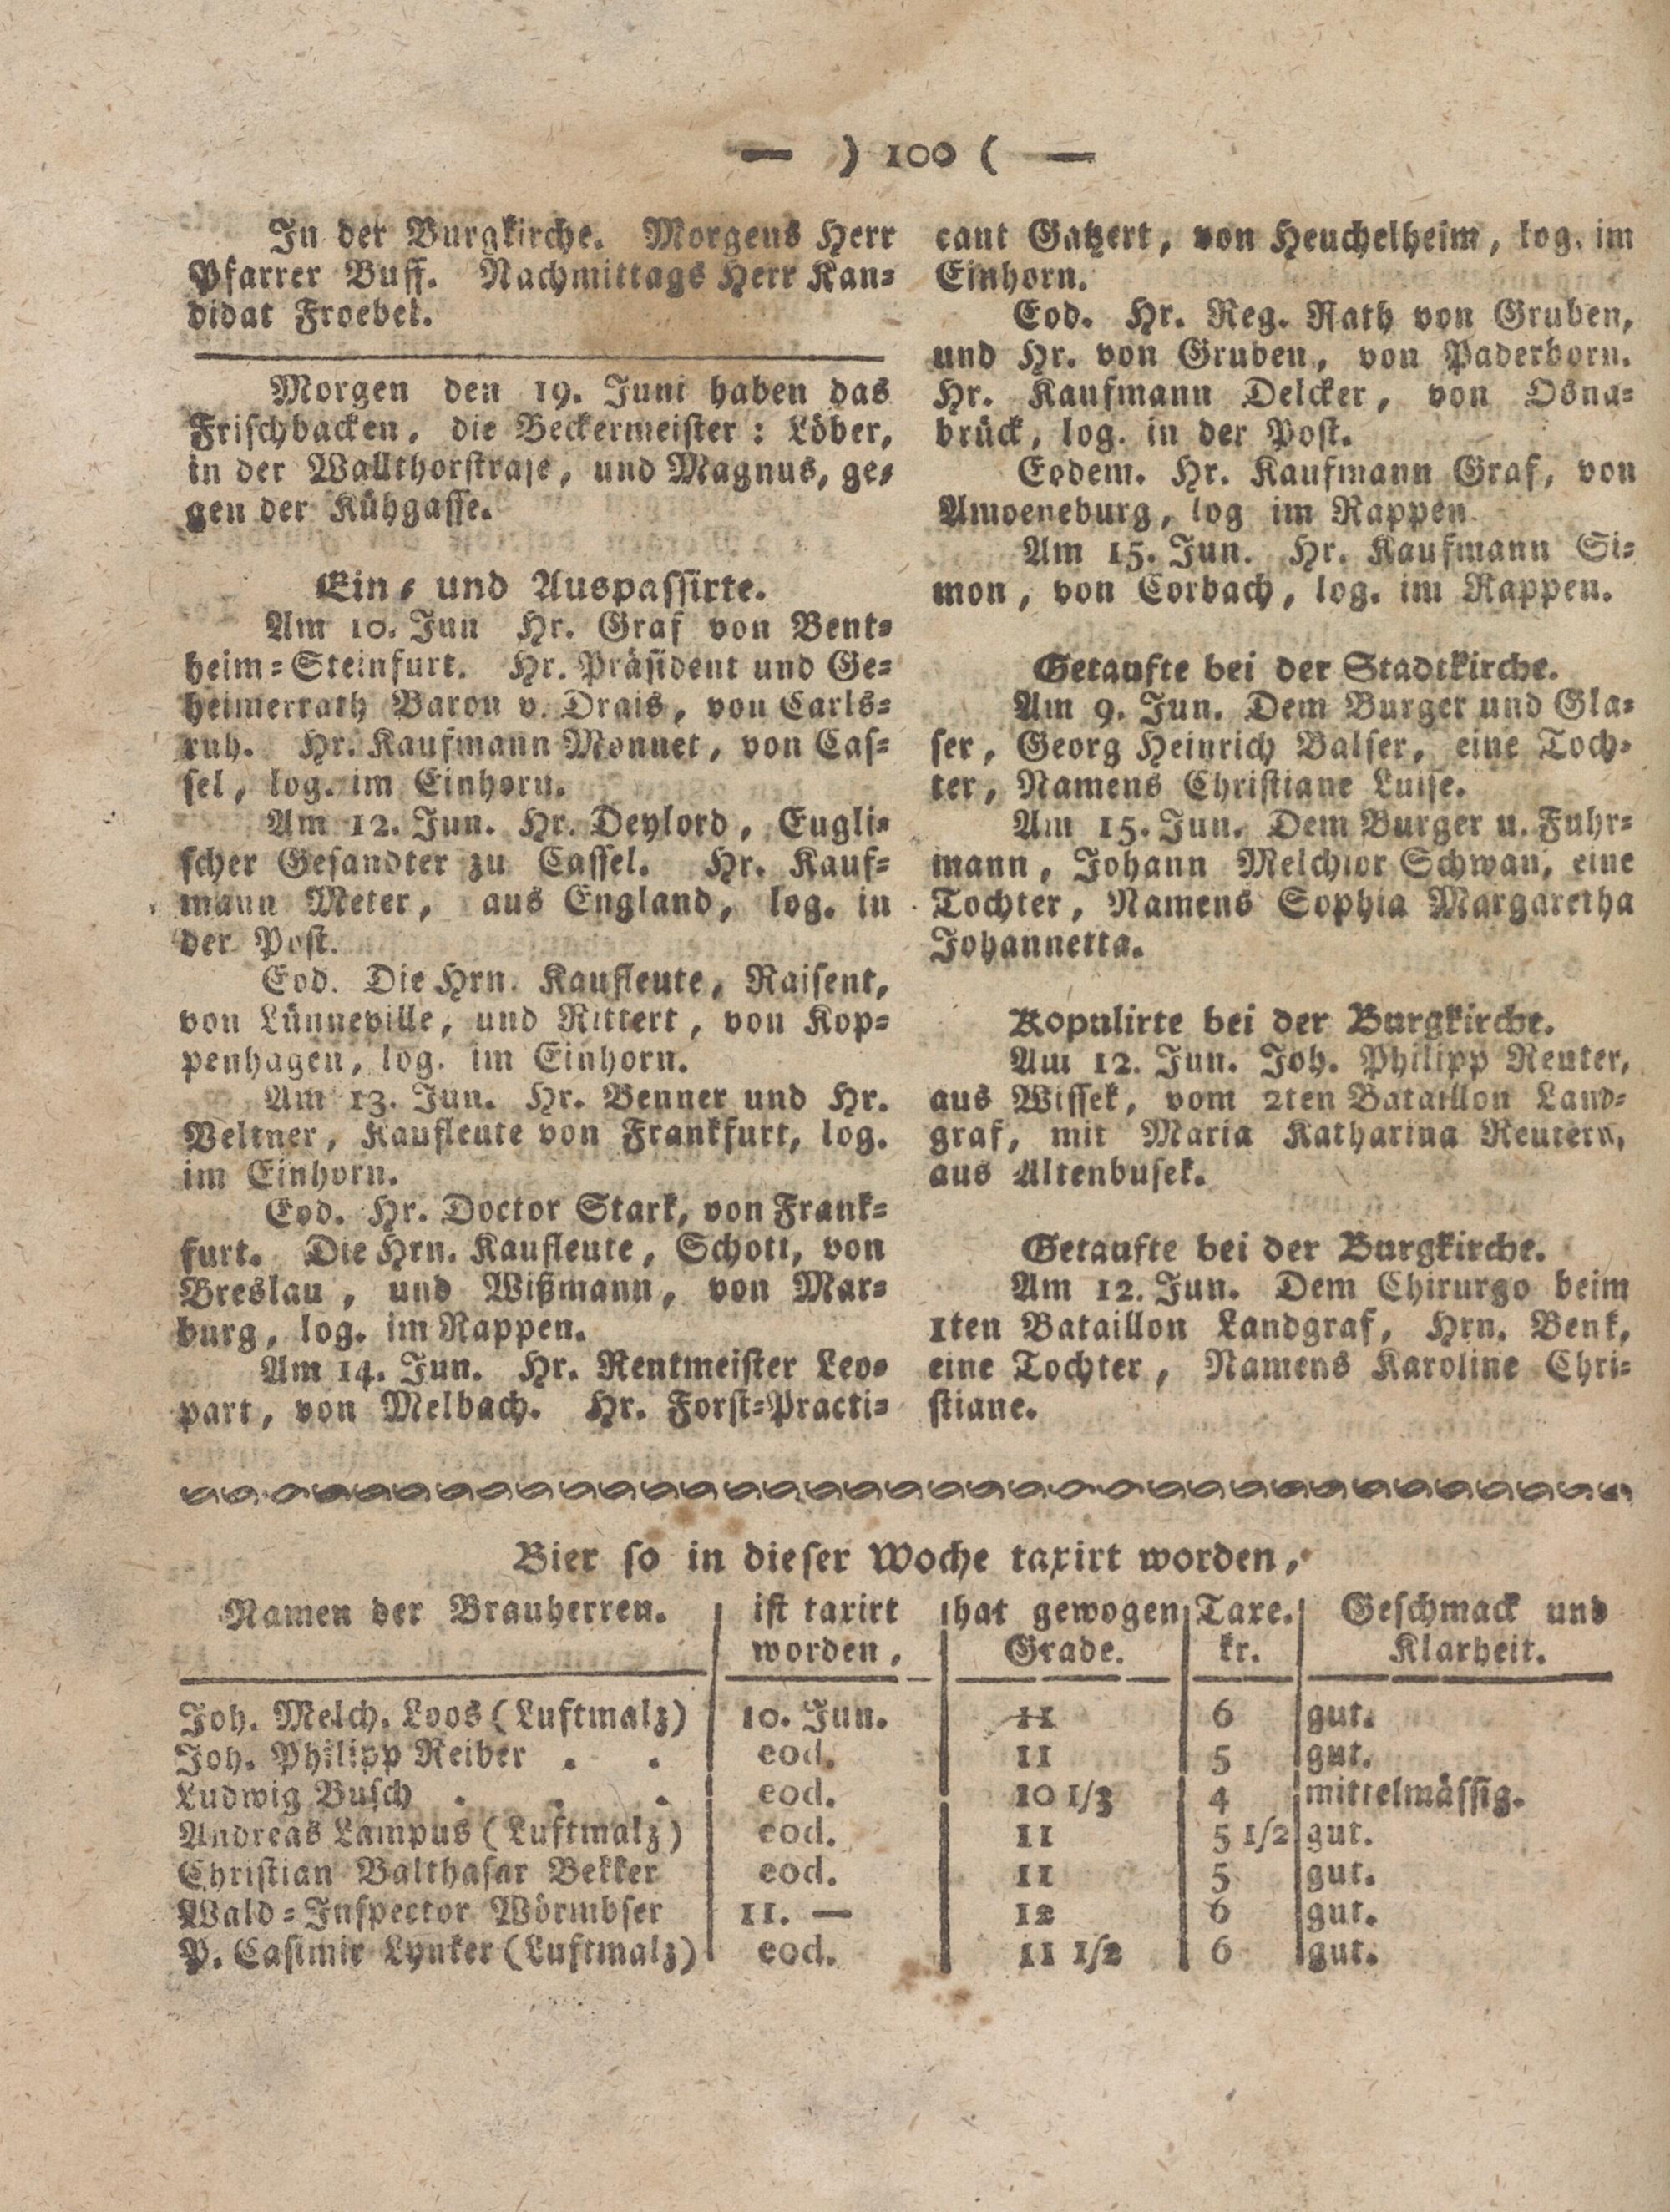 — ) 100 ( —
In der Burgkirche. Morgens Herr
Pfarrer Buff. Nachmittags Herr Kan=
didat Froebel.
Morgen den 19. Juni haben das
Frischbacken, die Beckermeister: Löber,
in der Wallthorstrase, und Magnus, ge=
gen der Kühgasse.
Ein= und Auspassirte.
Am 10. Jun Hr. Graf von Bent=
heim=Steinfurt. Hr. Präsident und Ge=
heimerrath Baron v. Drais, von Carls=
ruh. Hr. Kaufmann Monnet, von Cas=
sel, log. im Einhorn.
Am 12. Jun. Hr. Deylord, Engli=
scher Gesandter zu Cassel. Hr. Kauf=
mann Meter, aus England, log. in
der Post.
Eod. Die Hrn. Kaufleute, Raisent,
von Lünneville, und Rittert, von Kop=
penhagen, log. im Einhorn.
Am 13. Jun. Hr. Benner und Hr.
Veltner, Kaufleute von Frankfurt, log.
im Einhorn.
Eod. Hr. Doctor Stark, von Frank=
furt. Die Hrn. Kaufleute, Schott, von
Breslau, und Wißmann, von Mar=
burg, log. im Rappen.
Am 14. Jun. Hr. Rentmeister Leo=
part, von Melbach. Hr. Forst=Practi=
cant Gatzert, von Heuchelheim, log. im
Einhorn.
Eod. Hr. Reg. Rath von Gruben,
und Hr. von Gruben, von Paderborn.
Hr. Kaufmann Delcker, von Osna=
brück, log. in der Post.
Eodem. Hr. Kaufmann Graf, von
Amoeneburg, log im Rappen.
Am 15. Jun. Hr. Kaufmann Si=
mon, von Corbach, log. im Rappen.
Getaufte bei der Stadtkirche.
Am 9. Jun. Dem Burger und Gla=
ser, Georg Heinrich Balser, eine Toch=
ter, Namens Christiane Luise.
Am 15. Jun. Dem Burger u. Fuhr=
mann, Johann Melchior Schwan, eine
Tochter, Namens Sophia Margaretha
Johannetta.
Kopulirte bei der Burgkirche.
Am 12. Jun. Joh. Philipp Reuter,
aus Wissek, vom 2ten Bataillon Land=
graf, mit Maria Katharina Reutern,
aus Altenbusek.
Getaufte bei der Burgkirche.
Am 12. Jun. Dem Chirurgo beim
1ten Bataillon Landgraf, Hrn. Benk,
eine Tochter, Namens Karoline Chri=
stiane.
Bier so in dieser Woche taxirt worden,
Namen der Brauherren. ist taxirt hat gewogen Taxe. Geschmack und
worden, Grade. kr. Klarheit.
Joh. Melch. Loos (Luftmalz) 10. Jun. 11 6 gut.
Joh. Philipp Reiber . . eod. 11 5 gut.
Ludwig Busch . . . eod. 10 1/3 4 mittelmässig.
Andreas Lampus (Luftmalz) eod. 11 5 1/2 gut.
Christian Balthasar Bekker eod. 11 5 gut.
Wald=Inspector Wörmbser 11. — 12 6 gut.
P. Casimir Lynker (Luftmalz) eod. 11 1/2 6 gut.